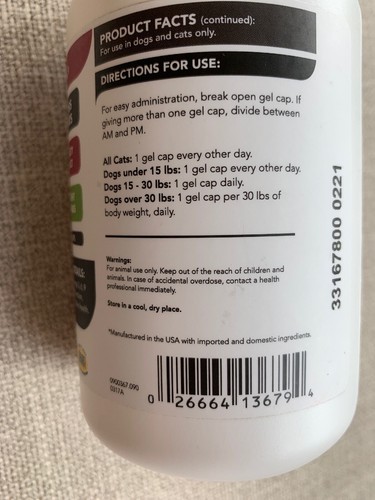 PRODUCT FACTS (continued):
For use in dogs and cats only.
DIRECTIONS FOR USE:
For easy administration, break open gel cap. If
giving more than one gel cap, divide between
AM and PM.
All Cats: 1 gel cap every other day.
Dogs under 15 lbs: 1 gel cap every other day.
Dogs 15 - 30 lbs: 1 gel cap daily.
Dogs over 30 lbs: 1 gel cap per 30 lbs of
body weight, daily.
Warnings:
For animal use only. Keep out of the reach of children and
animals. In case of accidental overdose, contact a health
professional immediately.
Store in a cool, dry place.
*Manufactured in the USA with imported and domestic ingredients.
0900367.090
0317A
0 26664 13679 4
33167800 0221